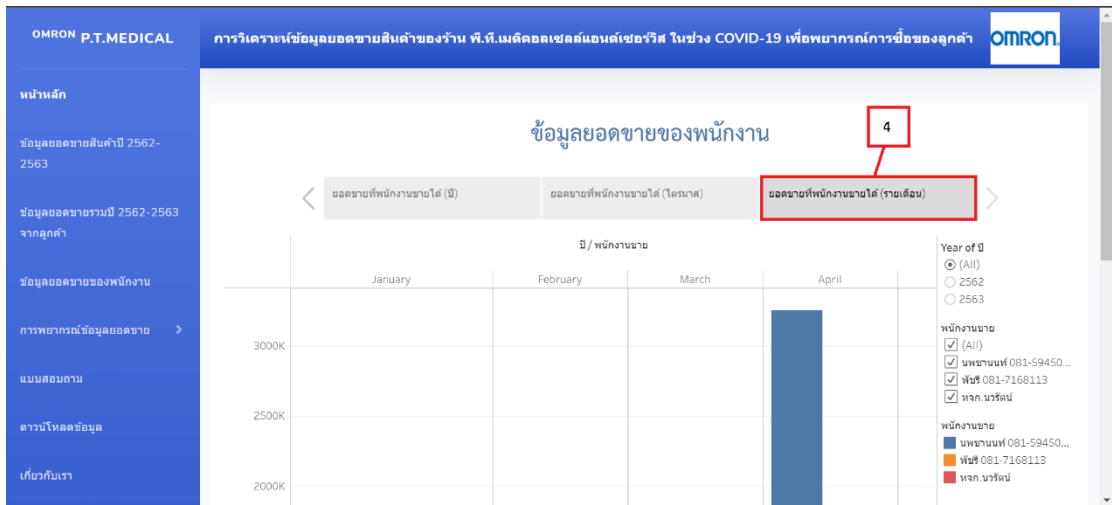 OMRON P.T.MEDICAL
การวิเตราะห์ข้อมูลยอดขายสินค้าของร้าน พี.ที.เมดิคอลเซลล์แอนด์เซอร์วิส ในช่วง COVID-19 เพื่อพยากรณ์การซื้อของลูกค้า
OMRON
หน้าหลัก
ข้อมูลยอดขายสินค้าปี 2562-
2563
ข้อมูลยอดขายรวมปี 2562-2563
จากลูกค้า
ข้อมูลยอดขายของพนักงาน
การพยากรณ์ข้อมูลยอดขาย
แบบสอบถาม
ดาวน์โหลดข้อมูล
เกี่ยวกับเรา
ข้อมูลยอดขายของพนักงาน
4
ยอดขายที่พนักงานขายได้ (ปี)
ยอดขายที่พนักงานขายได้ (ไตรมาส)
ยอดขายที่พนักงานขายได้ (รายเดือน)
ปี / พนักงานขาย
January
February
March
April
3000K
2500K
2000K
Year of ปี
(All)
2562
2563
พนักงานขาย
(All)
นพชานนท์ 081-59450...
พัชรี 081-7168113
หจก.นวรัตน์
พนักงานขาย
นพชานนท์ 081-59450...
พัชรี 081-7168113
หจก.นวรัตน์